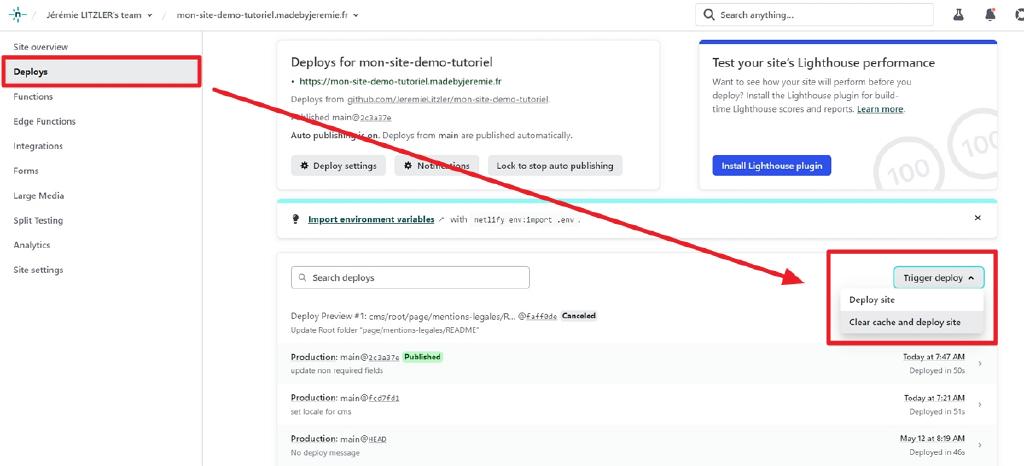 Jérémie LITZLER's team / mon-site-demo-tutoriel.madebyjeremie.fr
Search anything...
Site overview
Deploys
Functions
Edge Functions
Integrations
Forms
Large Media
Split Testing
Analytics
Site settings
Deploys for mon-site-demo-tutoriel
• https://mon-site-demo-tutoriel.madebyjeremie.fr
Deploys from github.com/JeremieLitzler/mon-site-demo-tutoriel.
Published main@2c3a37e
Auto publishing is on. Deploys from main are published automatically.
Deploy settings
Notifications
Lock to stop auto publishing
Test your site's Lighthouse performance
Want to see how your site will perform before you
deploy? Install the Lighthouse plugin for build-
time Lighthouse scores and reports. Learn more.
Install Lighthouse plugin
100
100
Import environment variables with netlify env:import .env.
Search deploys
Trigger deploy
Deploy site
Clear cache and deploy site
Deploy Preview #1: cms/root/page/mentions-legales/R... @faff0de Canceled
Update Root folder "page/mentions-legales/README"
Production: main@2c3a37e Published
Today at 7:47 AM
update non required fields
Deployed in 50s
Production: main@fcd7fd1
Today at 7:21 AM
set locale for cms
Deployed in 51s
Production: main@HEAD
May 12 at 8:19 AM
No deploy message
Deployed in 46s